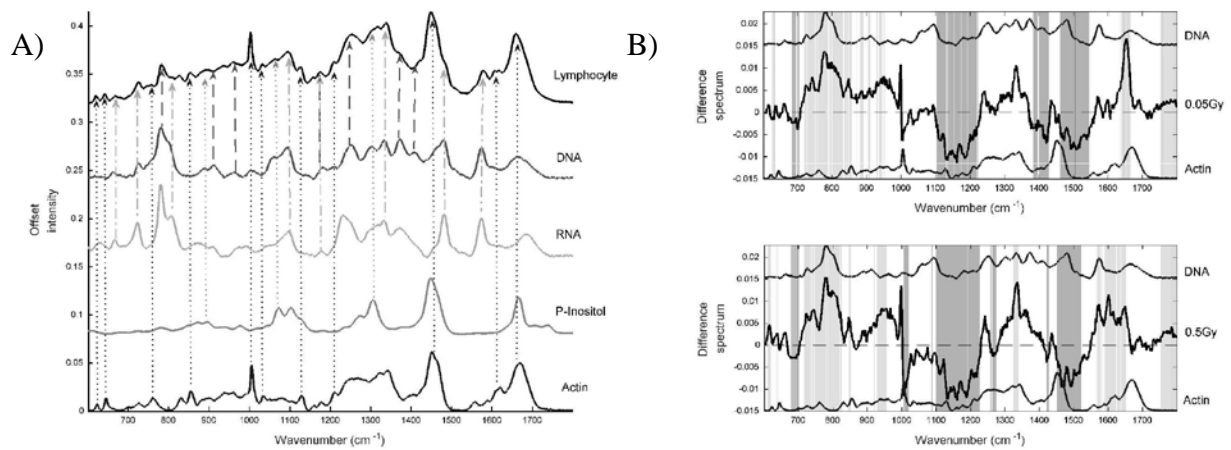 A)
0.4
0.35
0.3
0.25
0.2
0.15
0.1
0.05
0
Offset
intensity
Lymphocyte
DNA
RNA
P-Inositol
Actin
700 800 900 1000 1100 1200 1300 1400 1500 1600 1700
Wavenumber (cm⁻¹)
B)
0.02
0.015
0.01
0.005
0
-0.005
-0.01
-0.015
Difference
spectrum
DNA
0.05Gy
Actin
700 800 900 1000 1100 1200 1300 1400 1500 1600 1700
Wavenumber (cm⁻¹)
0.02
0.015
0.01
0.005
0
-0.005
-0.01
-0.015
Difference
spectrum
DNA
0.5Gy
Actin
700 800 900 1000 1100 1200 1300 1400 1500 1600 1700
Wavenumber (cm⁻¹)